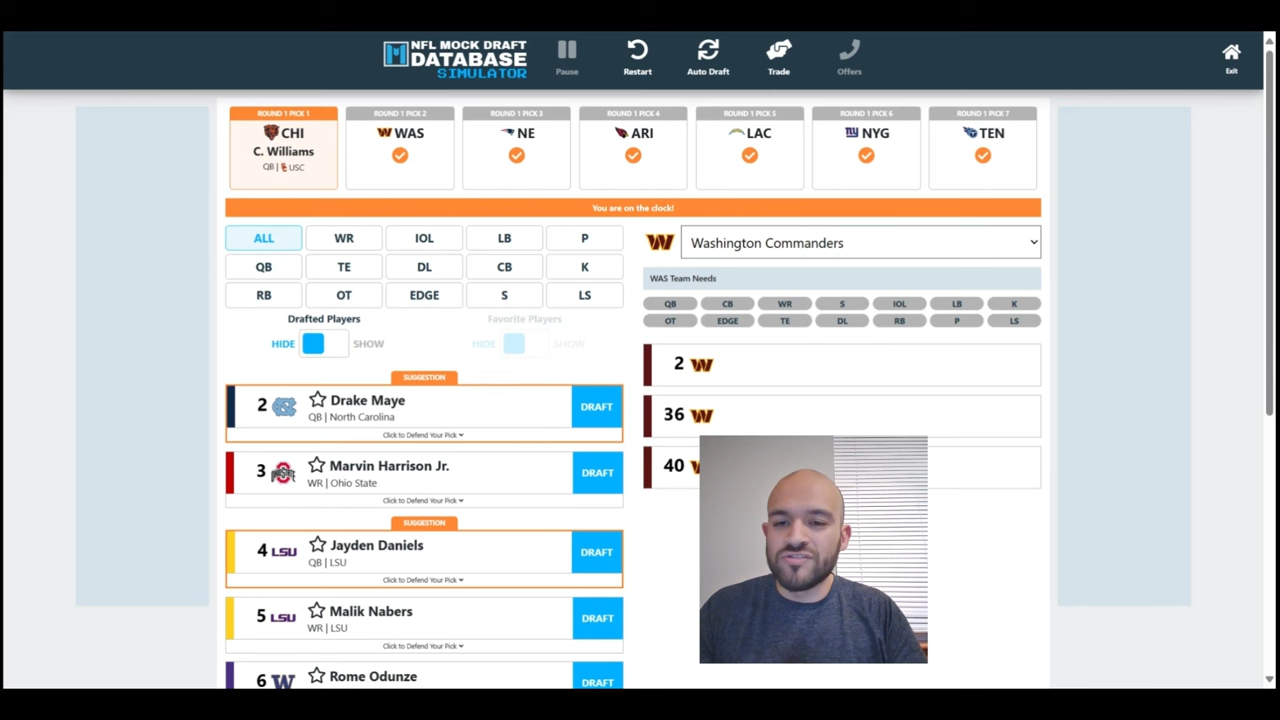 NFL MOCK DRAFT
DATABASE
SIMULATOR
Pause
Restart
Auto Draft
Trade
Offers
Exit
ROUND 1 PICK 1
CHI
C. Williams
QB | USC
ROUND 1 PICK 2
WAS
ROUND 1 PICK 3
NE
ROUND 1 PICK 4
ARI
ROUND 1 PICK 5
LAC
ROUND 1 PICK 6
NYG
ROUND 1 PICK 7
TEN
You are on the clock!
ALL
WR
IOL
LB
P
QB
TE
DL
CB
K
RB
OT
EDGE
S
LS
Drafted Players
HIDE
SHOW
Favorite Players
HIDE
SHOW
SUGGESTION
2 Drake Maye
QB | North Carolina
DRAFT
Click to Defend Your Pick
3 Marvin Harrison Jr.
WR | Ohio State
DRAFT
Click to Defend Your Pick
SUGGESTION
4 LSU Jayden Daniels
QB | LSU
DRAFT
Click to Defend Your Pick
5 LSU Malik Nabers
WR | LSU
DRAFT
Click to Defend Your Pick
6 W Rome Odunze
DRAFT
W Washington Commanders
WAS Team Needs
QB
CB
WR
S
IOL
LB
K
OT
EDGE
TE
DL
RB
P
LS
2 W
36 W
40